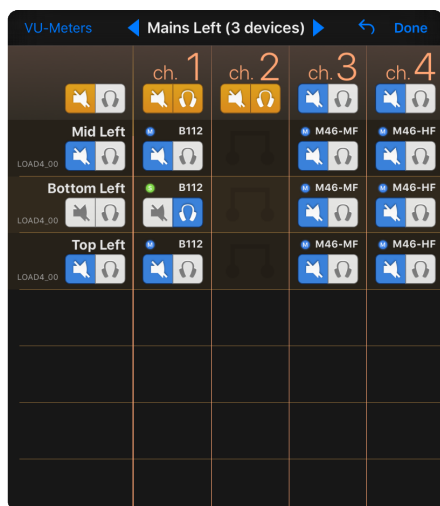 VU-Meters Mains Left (3 devices) Done
ch. 1 ch. 2 ch. 3 ch. 4
Mid Left M B112 M M46-MF M M46-HF
LOAD4_00
Bottom Left S B112 M M46-MF M M46-HF
LOAD4_00
Top Left M B112 M M46-MF M M46-HF
LOAD4_00